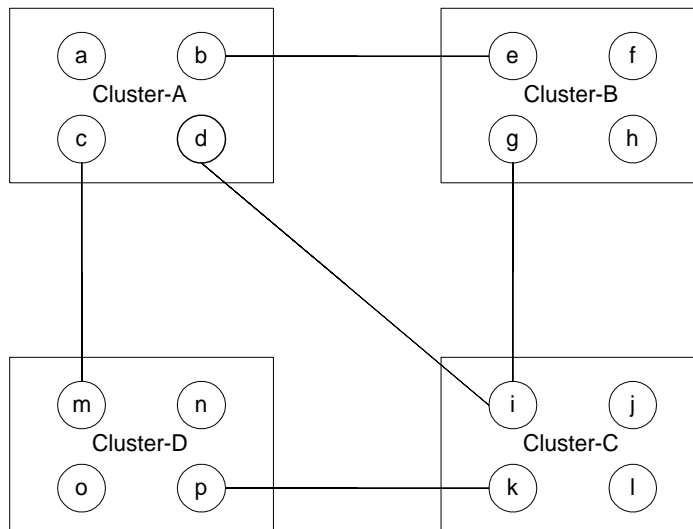 a b
Cluster-A
c d
e f
Cluster-B
g h
m n
Cluster-D
o p
i j
Cluster-C
k l